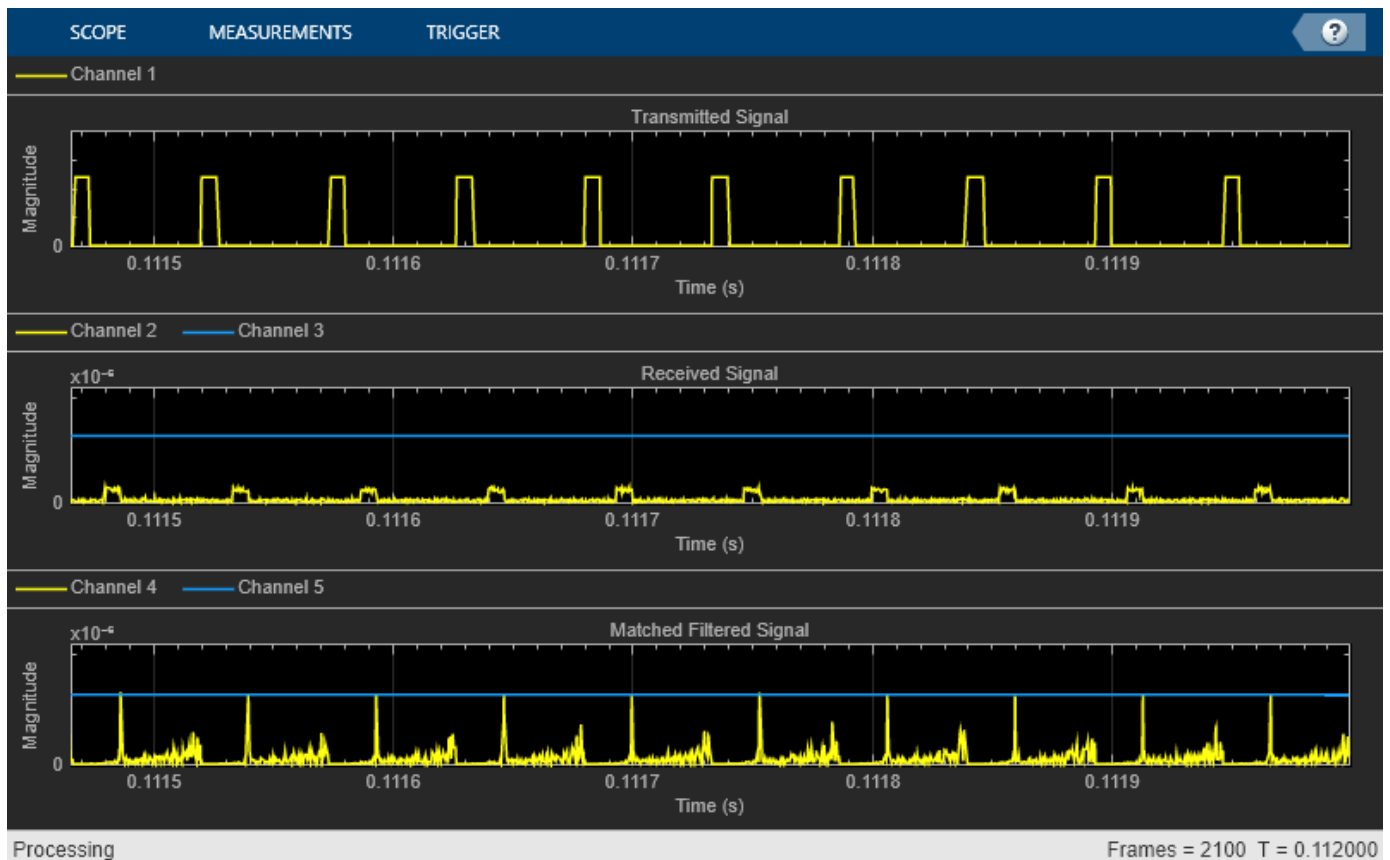 SCOPE MEASUREMENTS TRIGGER ?
Channel 1
Transmitted Signal
Magnitude
0
0.1115 0.1116 0.1117 0.1118 0.1119
Time (s)
Channel 2 Channel 3
x10⁻⁶ Received Signal
Magnitude
0
0.1115 0.1116 0.1117 0.1118 0.1119
Time (s)
Channel 4 Channel 5
x10⁻⁶ Matched Filtered Signal
Magnitude
0
0.1115 0.1116 0.1117 0.1118 0.1119
Time (s)
Processing Frames = 2100 T = 0.112000